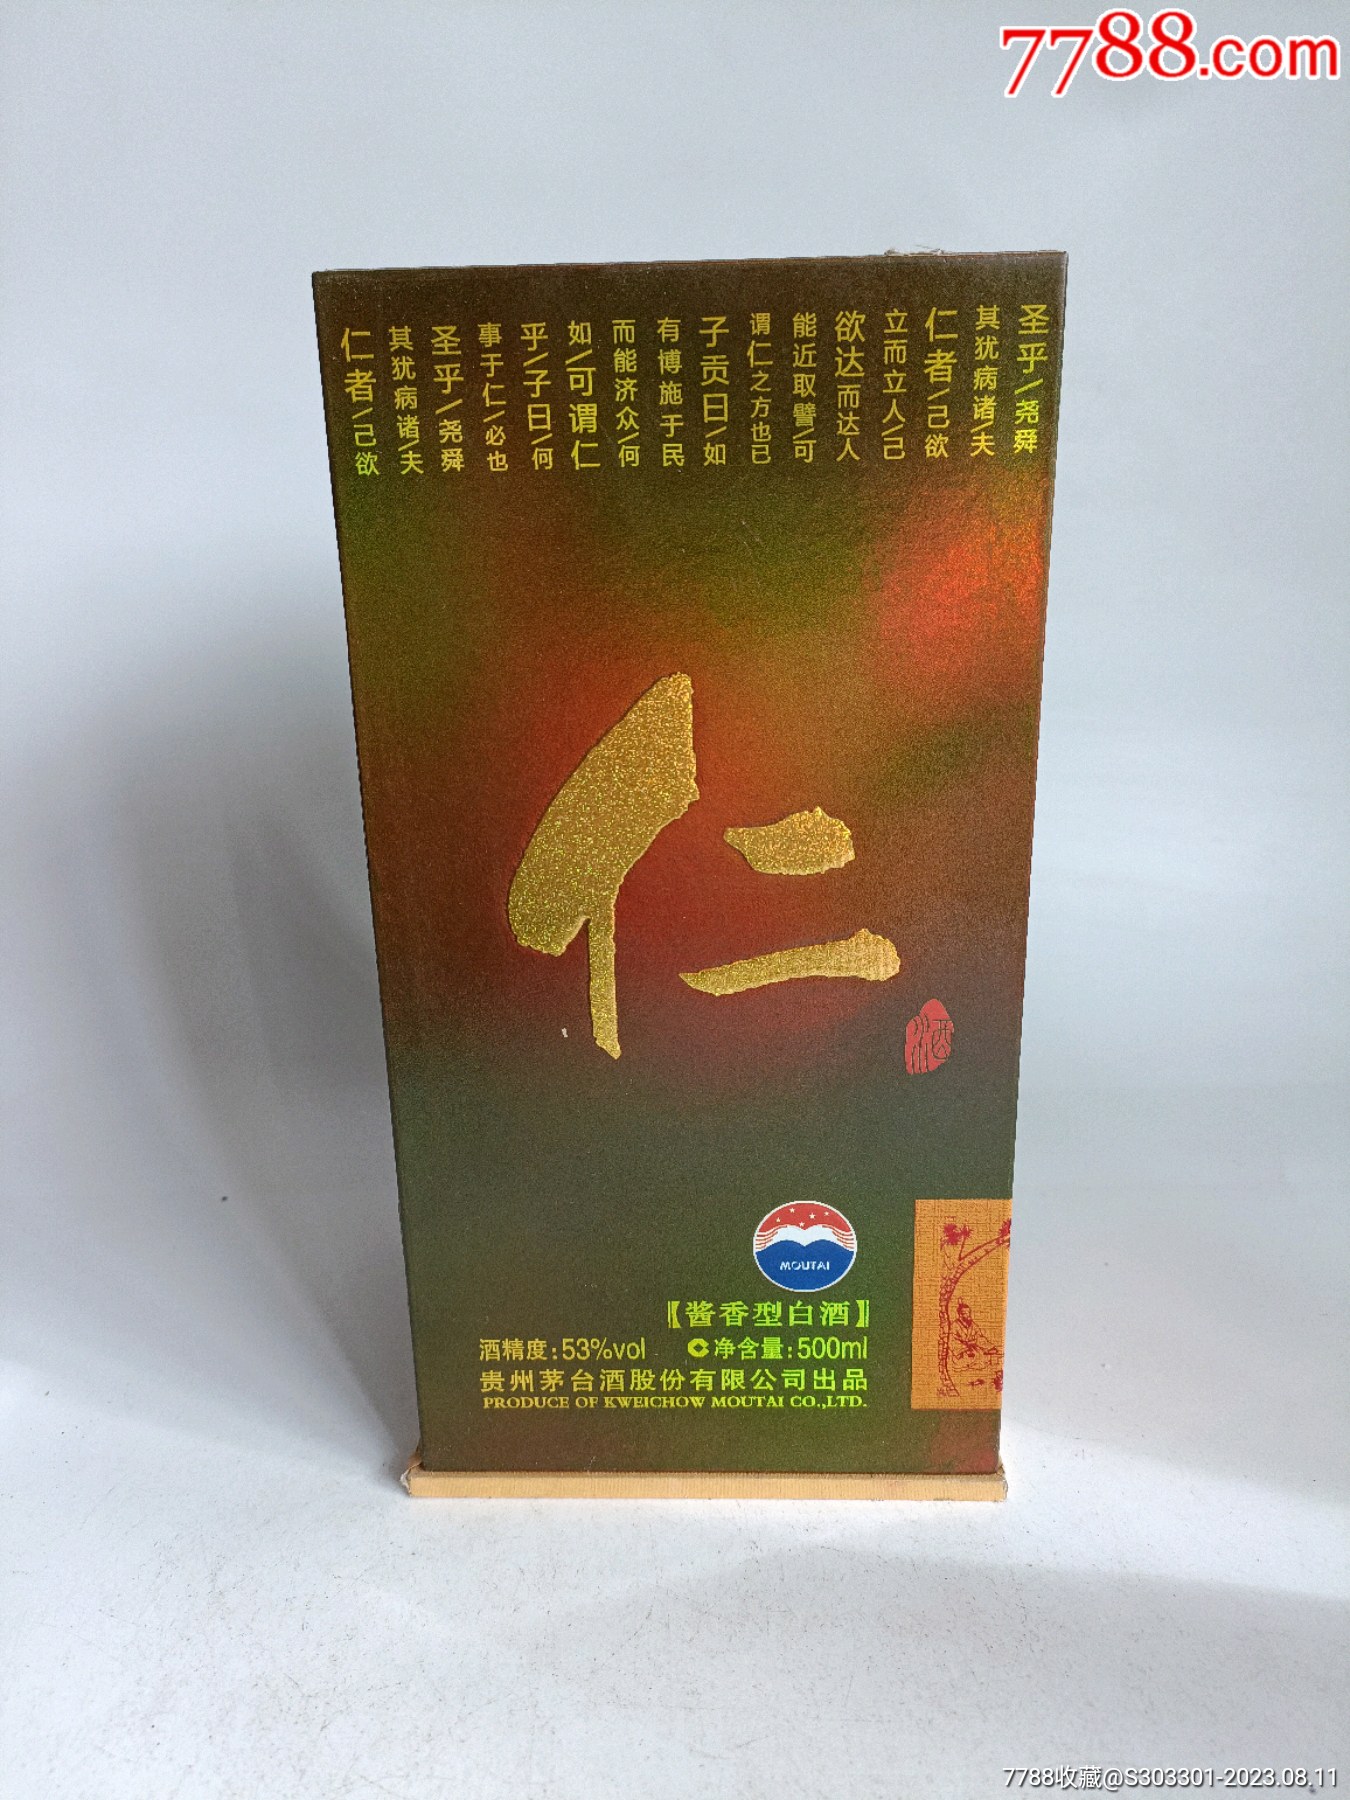 7788.com
圣乎/尧舜
其犹病诸/夫
仁者/己欲
立而立人/己
欲达而达人
能近取譬/可
谓仁之方也已
子贡曰/如
有博施于民
而能济众/何
如/可谓仁
乎/子曰/何
事于仁/必也
圣乎/尧舜
其犹病诸/夫
仁者/己欲
仁
酒
MOUTAI
【酱香型白酒】
酒精度:53%vol 净含量:500ml
贵州茅台酒股份有限公司出品
PRODUCE OF KWEICHOW MOUTAI CO.,LTD.
7788收藏@S303301-2023.08.11